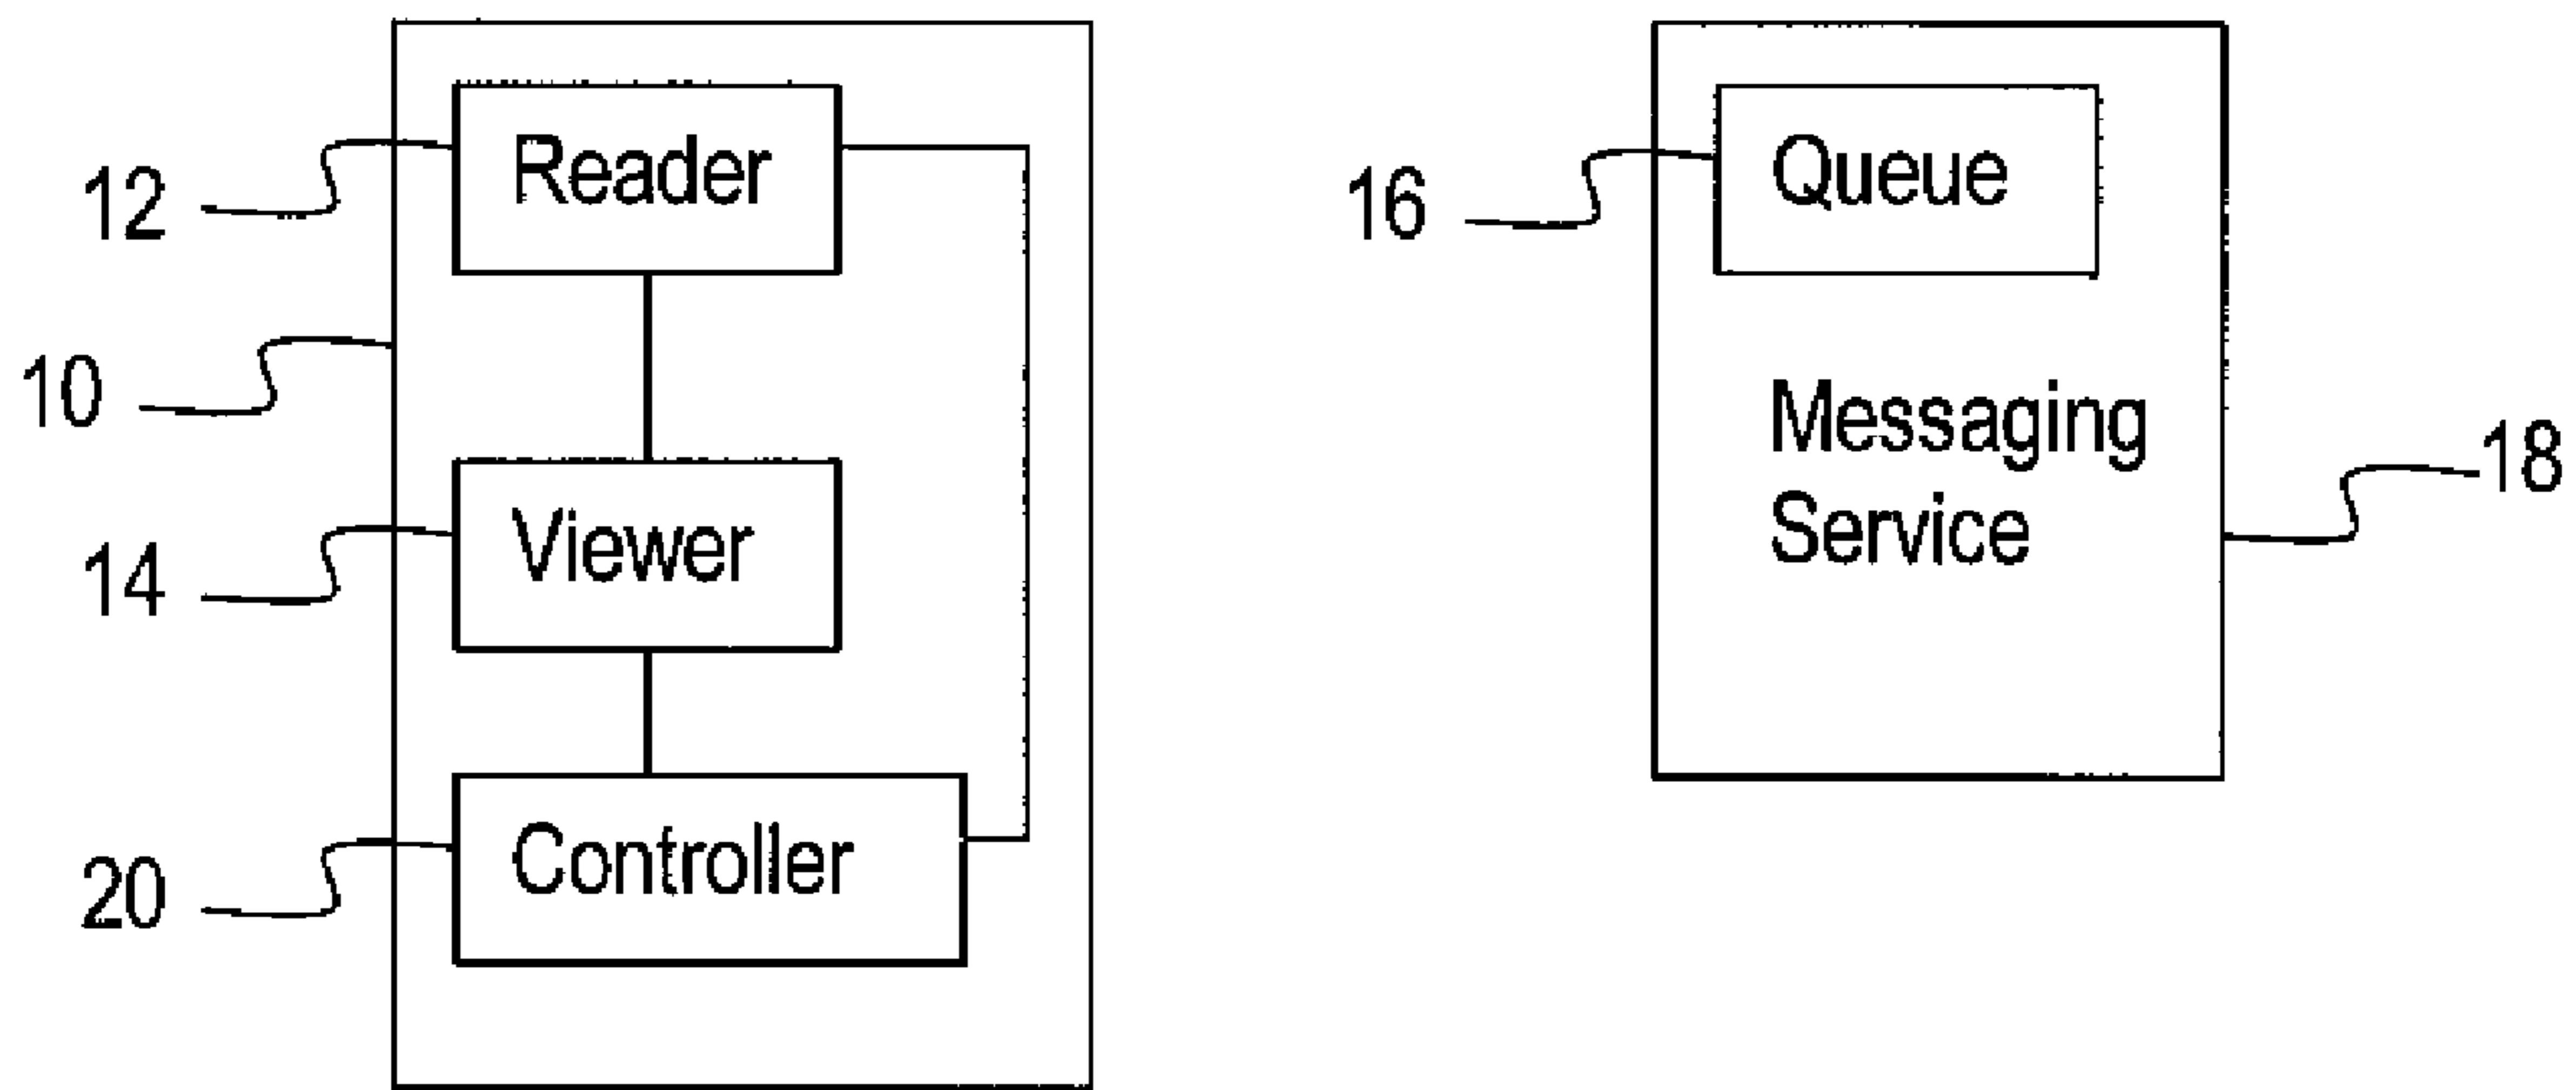 Reader
12
10
Viewer
14
Controller
20
Queue
16
Messaging
Service
18